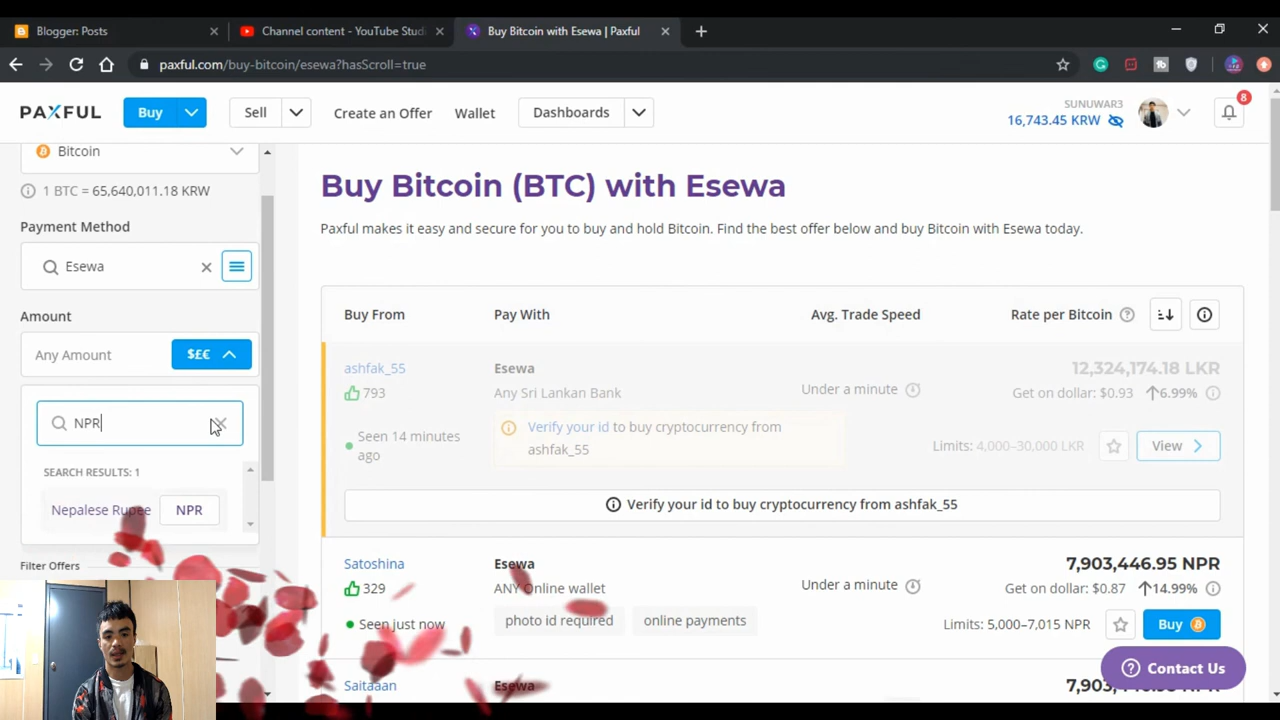 Blogger: Posts
Channel content - YouTube Stud
Buy Bitcoin with Esewa | Paxful
paxful.com/buy-bitcoin/esewa?hasScroll=true
PAXFUL
Buy
Sell
Create an Offer
Wallet
Dashboards
SUNUWAR3
16,743.45 KRW
8
Bitcoin
1 BTC = 65,640,011.18 KRW
Payment Method
Esewa
Amount
Any Amount
$££
NPR
SEARCH RESULTS: 1
Nepalese Rupee NPR
Filter Offers
Buy Bitcoin (BTC) with Esewa
Paxful makes it easy and secure for you to buy and hold Bitcoin. Find the best offer below and buy Bitcoin with Esewa today.
Buy From Pay With Avg. Trade Speed Rate per Bitcoin
ashfak_55 Esewa 12,324,174.18 LKR
793 Any Sri Lankan Bank Under a minute Get on dollar: $0.93 6.99%
Seen 14 minutes ago
Verify your id to buy cryptocurrency from
ashfak_55
Limits: 4,000–30,000 LKR View
Verify your id to buy cryptocurrency from ashfak_55
Satoshina Esewa 7,903,446.95 NPR
329 ANY Online wallet Under a minute Get on dollar: $0.87 14.99%
Seen just now photo id required online payments Limits: 5,000–7,015 NPR Buy
Saitaaan Esewa
Contact Us